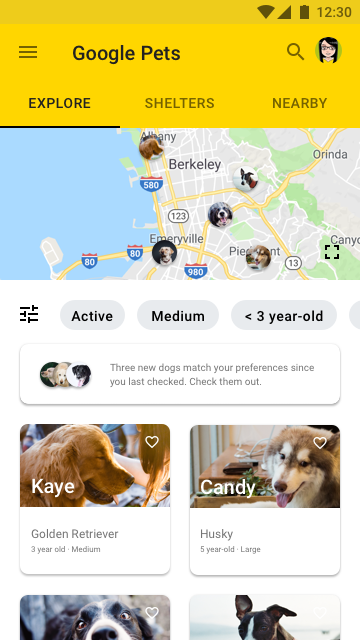 12:30
Google Pets
EXPLORE
SHELTERS
NEARBY
Albany
Berkeley
Orinda
580
123
Emeryville
80
80
980
13
Active
Medium
< 3 year-old
Three new dogs match your preferences since
you last checked. Check them out.
Kaye
Candy
Golden Retriever
3 year old · Medium
Husky
5 year-old · Large